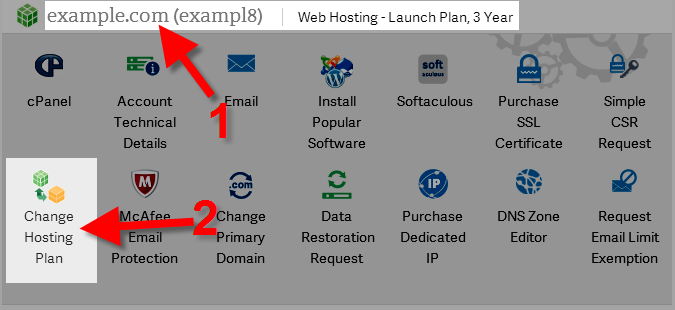 example.com (exampl8) Web Hosting - Launch Plan, 3 Year
1
soft
aculous
cPanel
Account
Technical
Details
Email
Install
Popular
Software
Softaculous
Purchase
SSL
Certificate
Simple
CSR
Request
2
.com
IP
Change
Hosting
Plan
McAfee
Email
Protection
Change
Primary
Domain
Data
Restoration
Request
Purchase
Dedicated
IP
DNS Zone
Editor
Request
Email Limit
Exemption